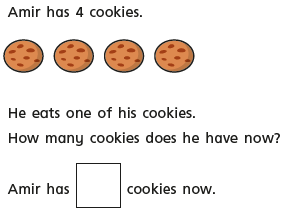 Amir has 4 cookies.
He eats one of his cookies.
How many cookies does he have now?
Amir has cookies now.